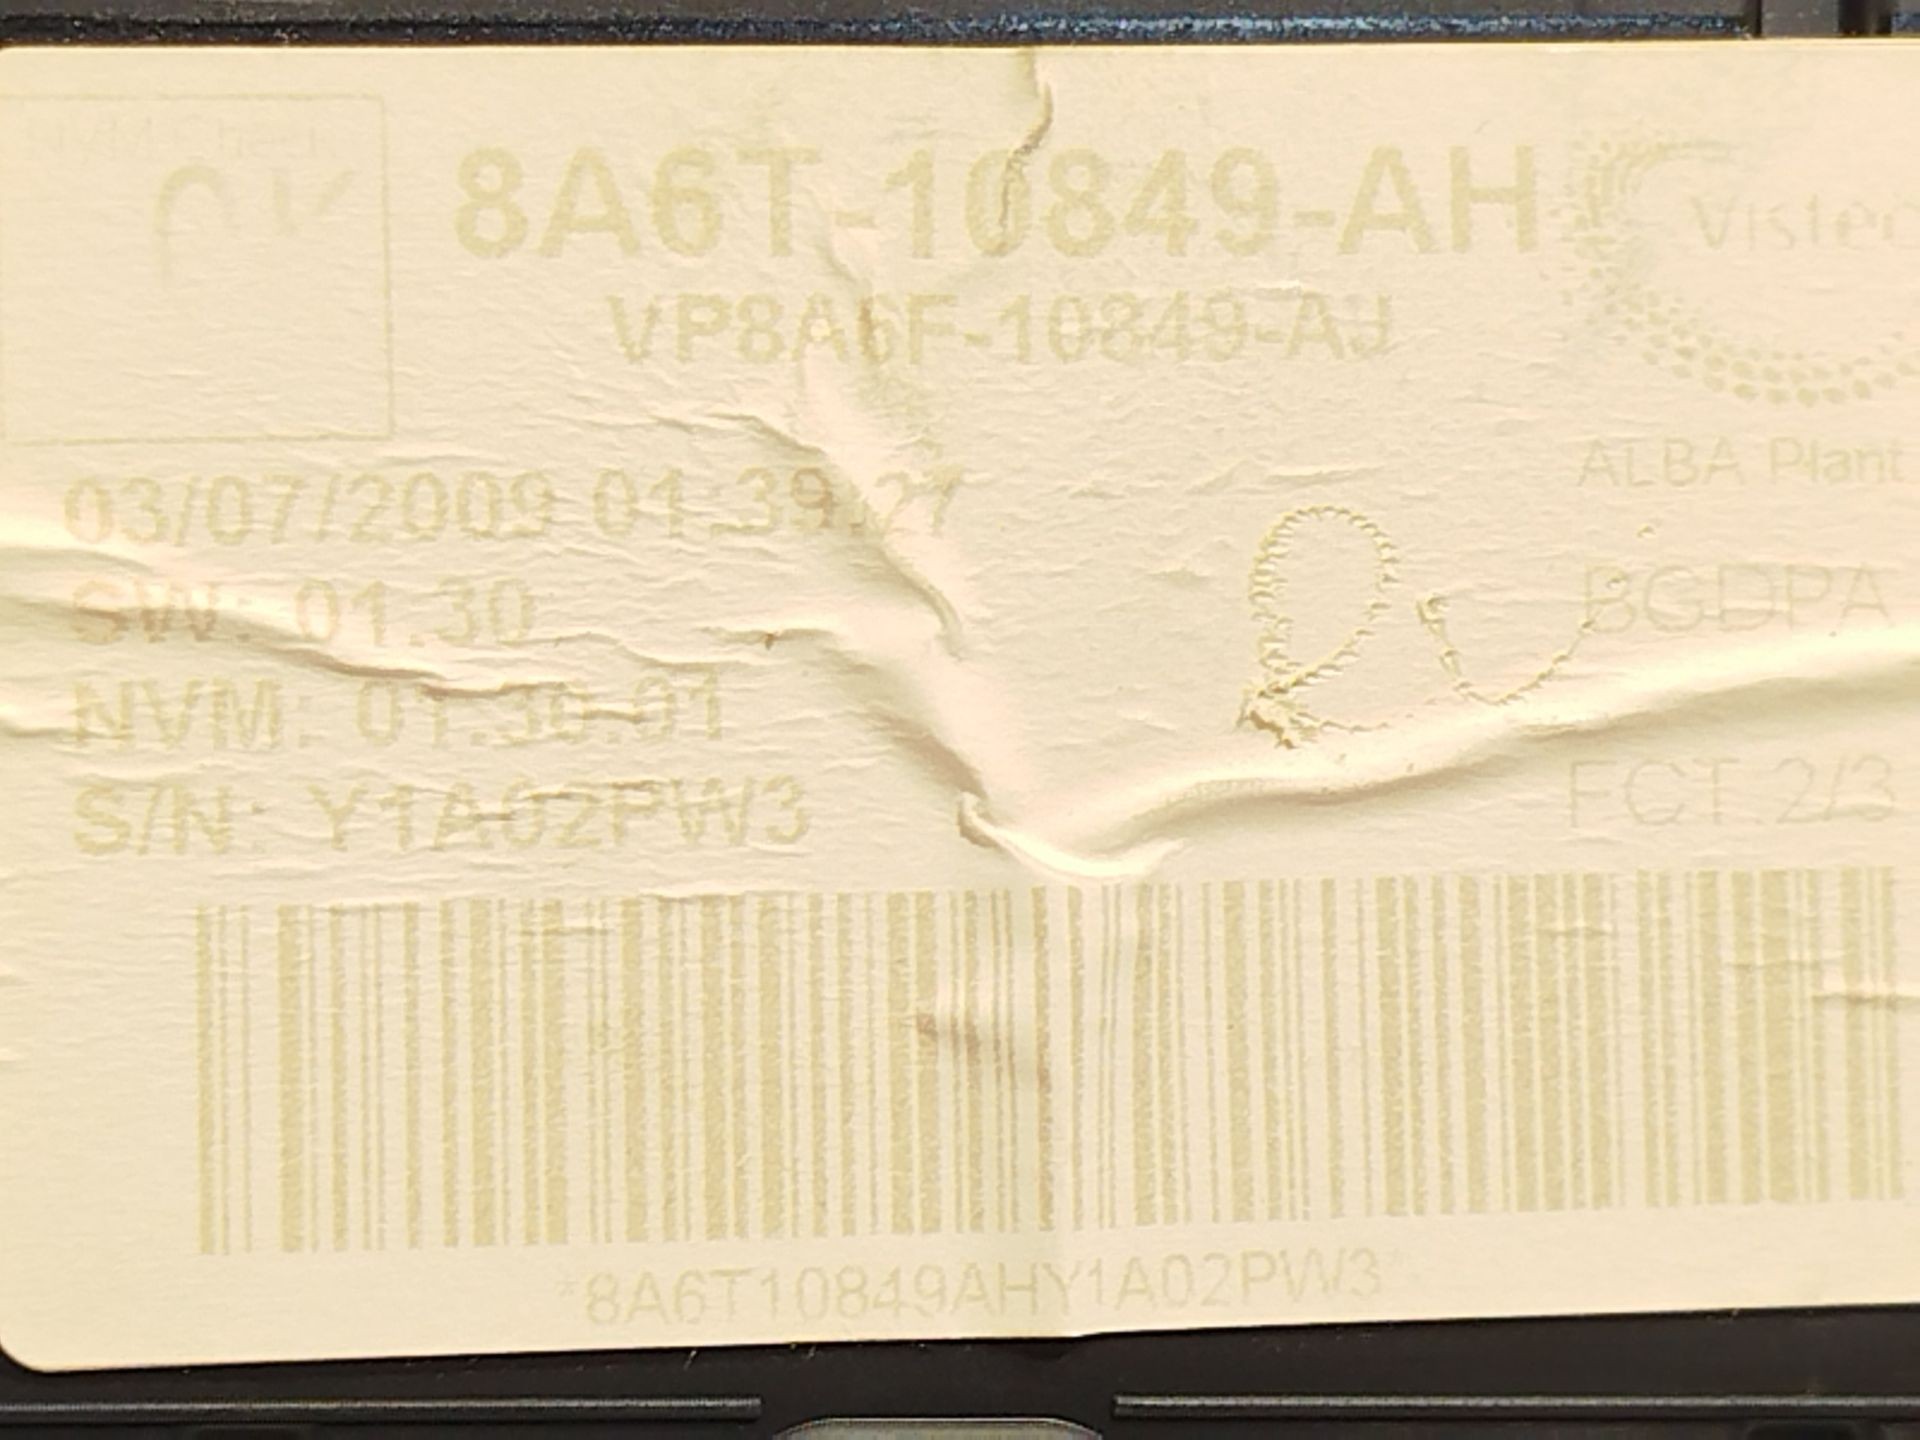 8A6T-10849-AH
VP8A6F-10849-AJ
ALBA Plant
03/07/2009 01:39:27
SW: 01.30
BGDPA
NVM: 01.30.01
S/N: Y1A02PW3
FCT.2/3
*8A6T10849AHY1A02PW3*